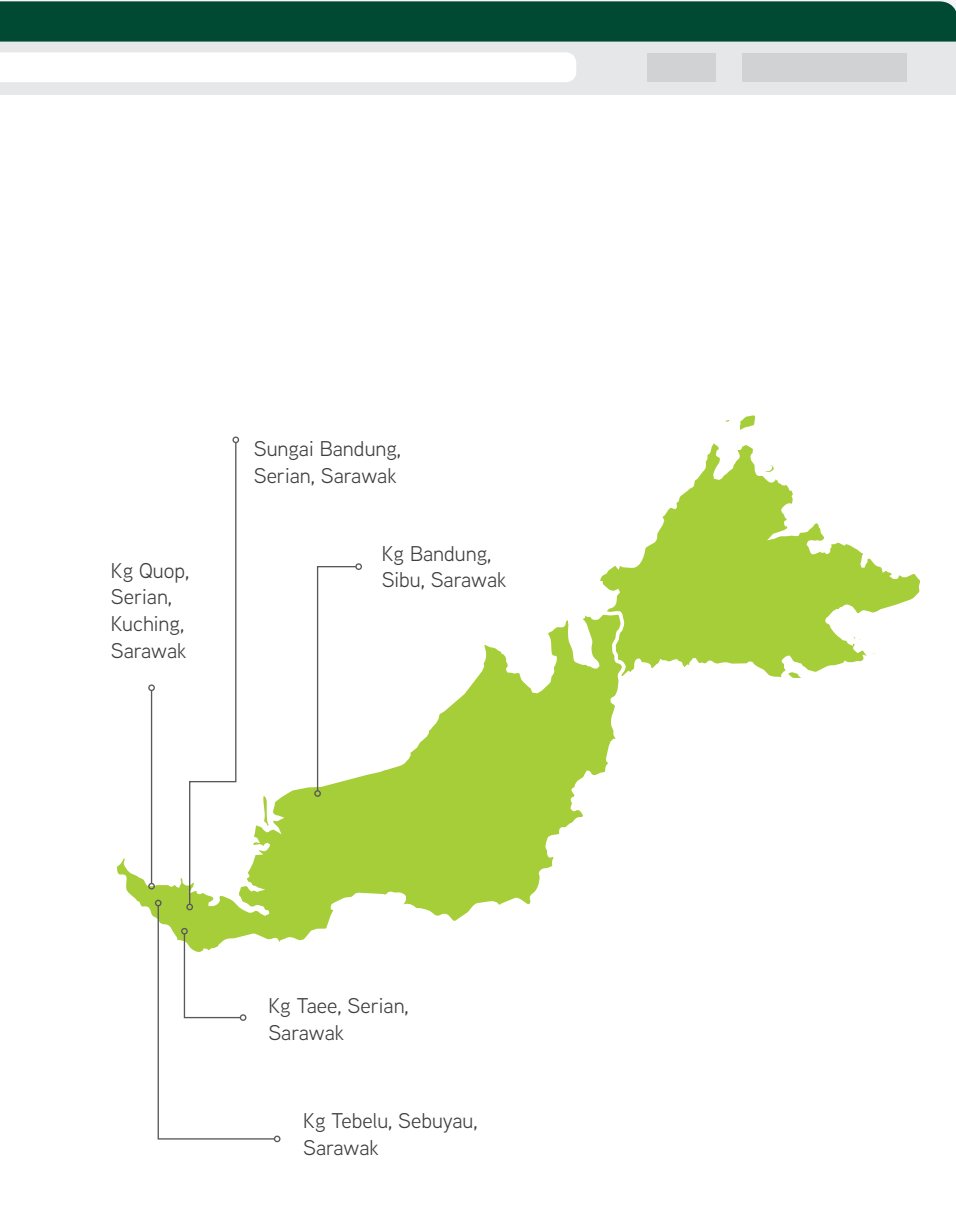 Sungai Bandung,
Serian, Sarawak
Kg Bandung,
Sibu, Sarawak
Kg Quop,
Serian,
Kuching,
Sarawak
Kg Taee, Serian,
Sarawak
Kg Tebelu, Sebuyau,
Sarawak